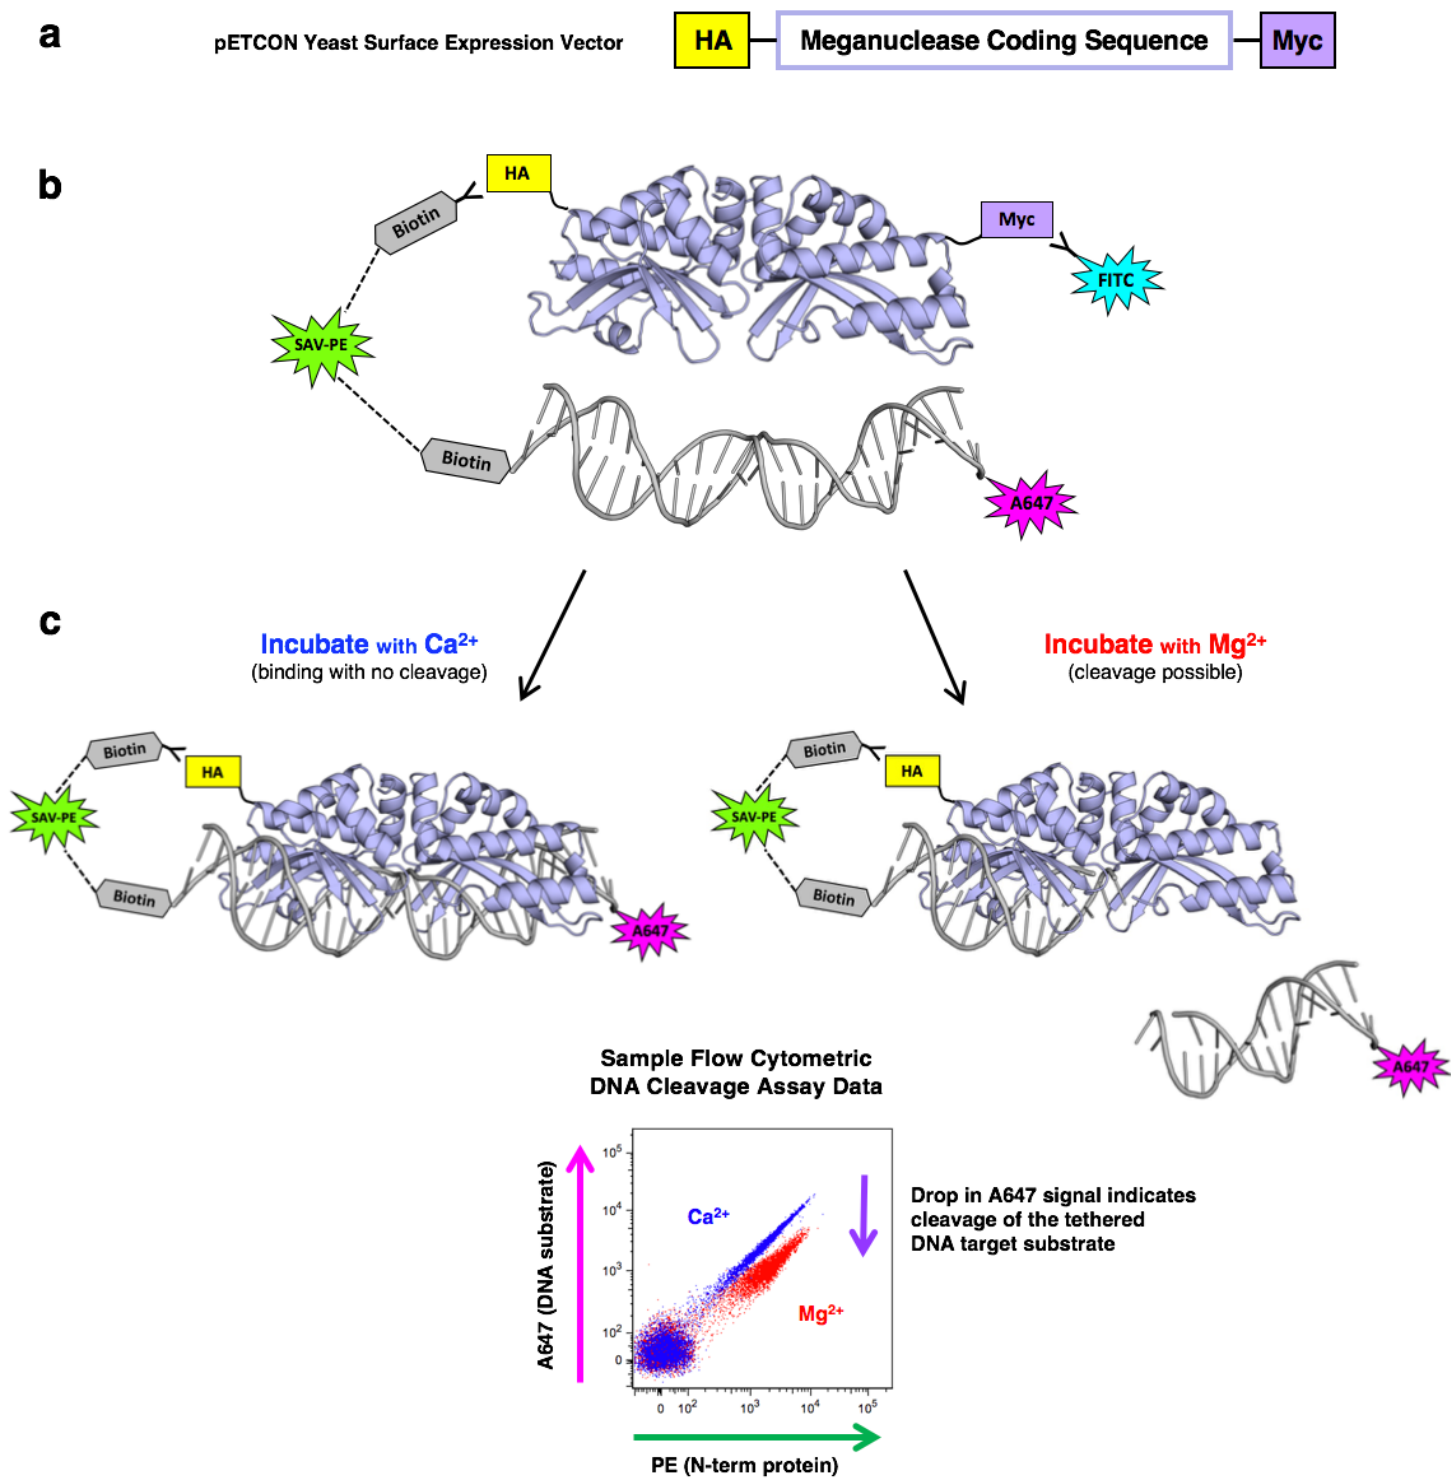 a
pETCON Yeast Surface Expression Vector
HA
Meganuclease Coding Sequence
Myc
b
HA
Biotin
Myc
FITC
SAV-PE
Biotin
A647
c
Incubate with Ca²⁺
(binding with no cleavage)
Incubate with Mg²⁺
(cleavage possible)
Biotin
HA
SAV-PE
Biotin
A647
Biotin
HA
SAV-PE
Biotin
A647
Sample Flow Cytometric
DNA Cleavage Assay Data
A647 (DNA substrate)
10⁵
10⁴
10³
10²
0
Ca²⁺
Mg²⁺
0 10² 10³ 10⁴ 10⁵
PE (N-term protein)
Drop in A647 signal indicates
cleavage of the tethered
DNA target substrate